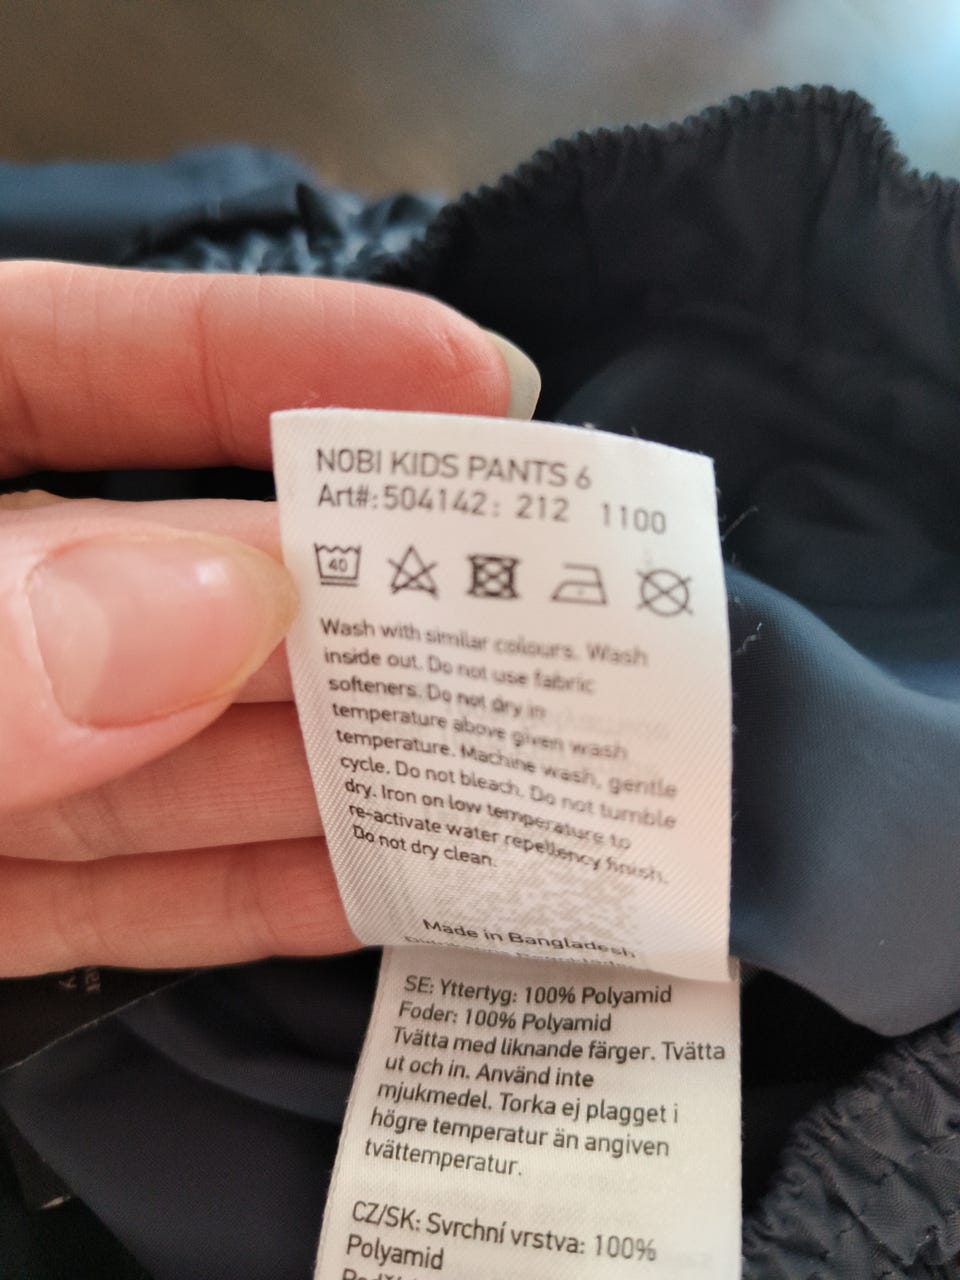 NOBI KIDS PANTS 6
Art#: 504142: 212 1100
40
Wash with similar colours. Wash
inside out. Do not use fabric
softeners. Do not dry in
temperature above given wash
temperature. Machine wash, gentle
cycle. Do not bleach. Do not tumble
dry. Iron on low temperature to
re-activate water repellency finish.
Do not dry clean.
Made in Bangladesh
SE: Yttertyg: 100% Polyamid
Foder: 100% Polyamid
Tvätta med liknande färger. Tvätta
ut och in. Använd inte
mjukmedel. Torka ej plagget i
högre temperatur än angiven
tvättemperatur.
CZ/SK: Svrchní vrstva: 100%
Polyamid